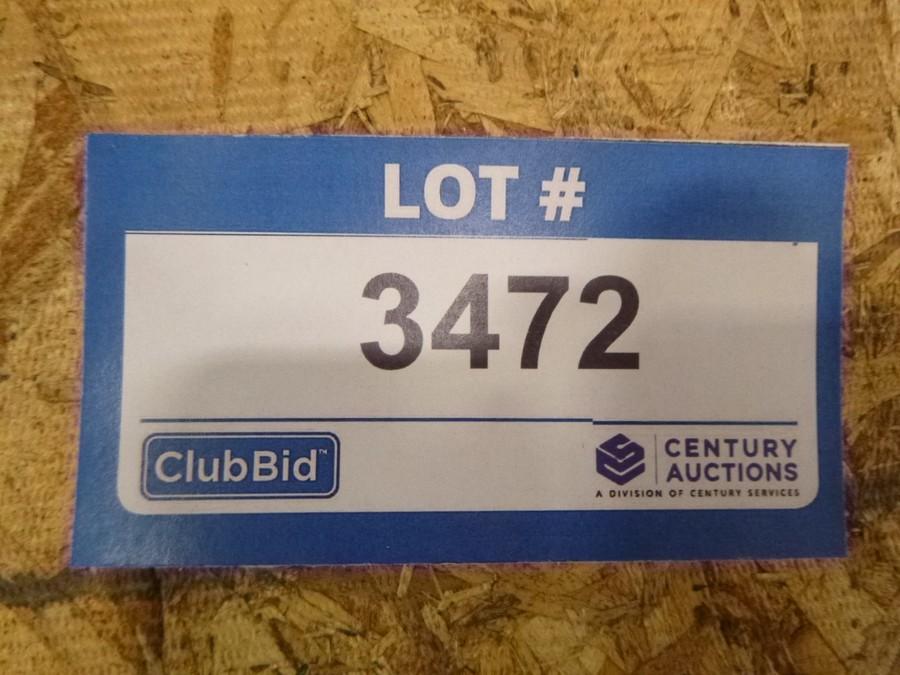 LOT #
3472
ClubBid™
CENTURY
AUCTIONS
A DIVISION OF CENTURY SERVICES